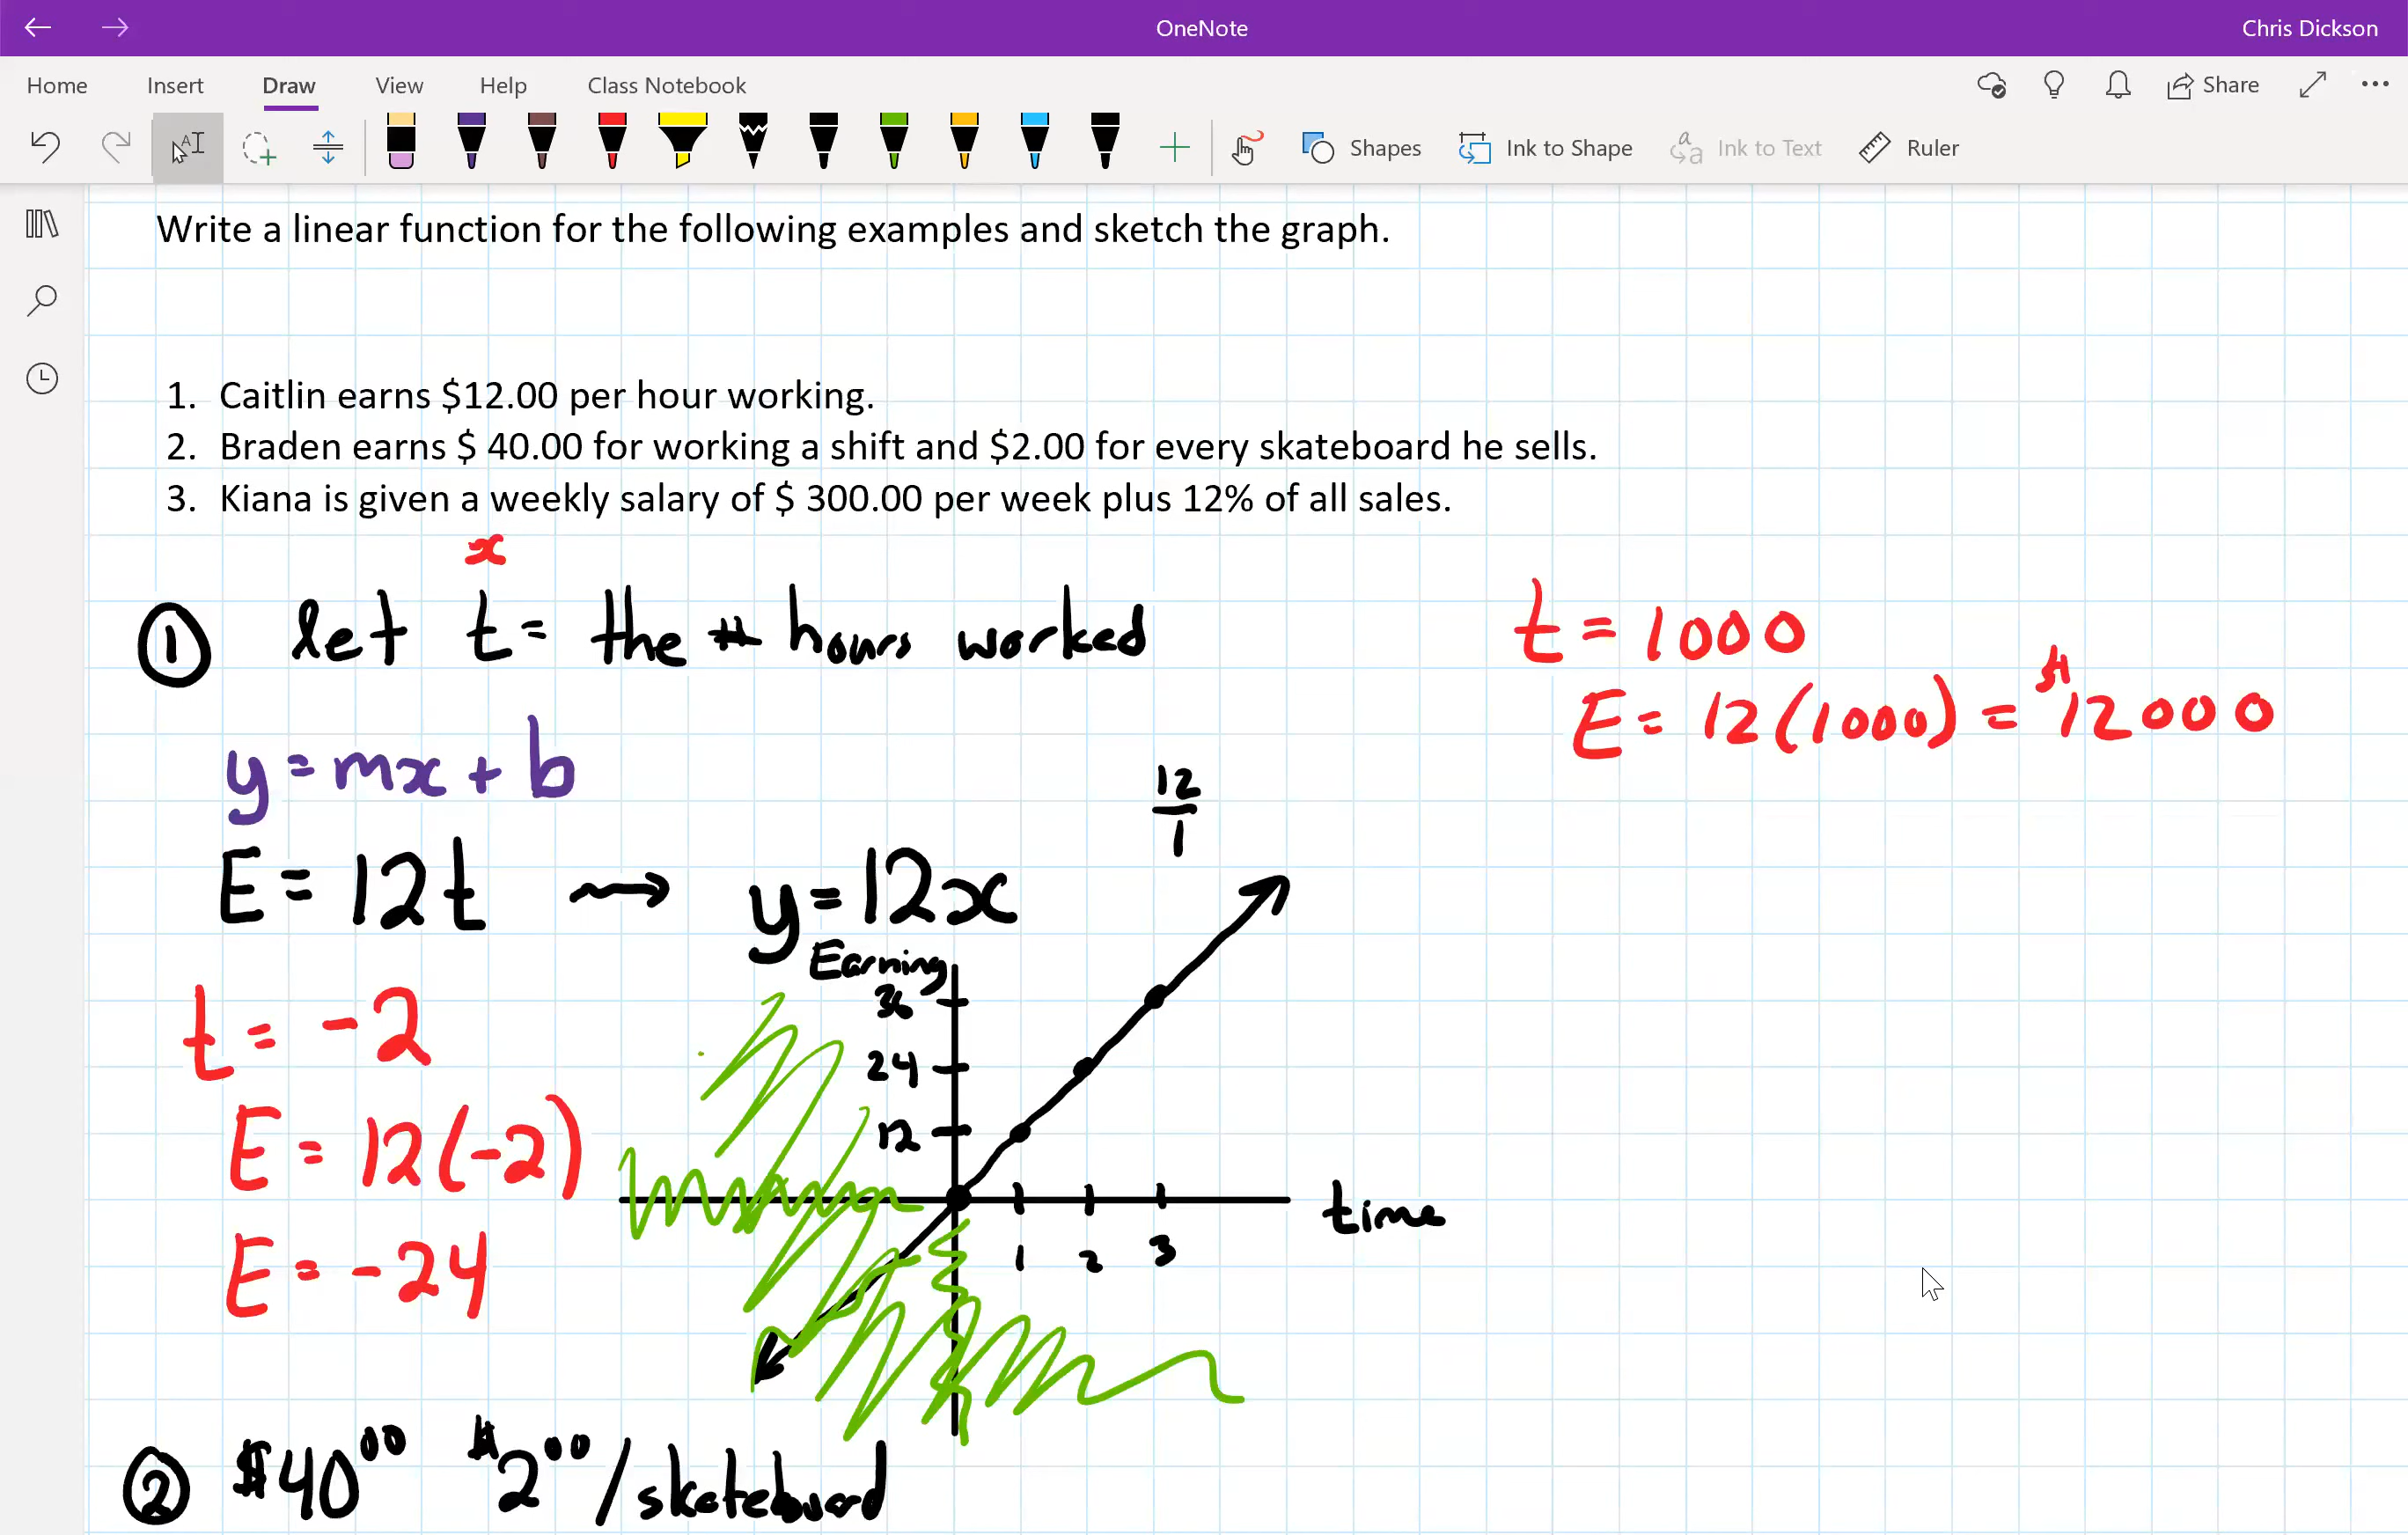 OneNote
Chris Dickson
Home Insert Draw View Help Class Notebook Share
Shapes Ink to Shape Ink to Text Ruler
Write a linear function for the following examples and sketch the graph.
1. Caitlin earns $12.00 per hour working.
2. Braden earns $ 40.00 for working a shift and $2.00 for every skateboard he sells.
3. Kiana is given a weekly salary of $ 300.00 per week plus 12% of all sales.
x
① let t = the # hours worked
t = 1000
E = 12(1000) = $12000
y = mx + b
12/1
E = 12t → y = 12x
Earning
36
24
12
time
1 2 3
t = -2
E = 12(-2)
E = -24
② $40⁰⁰ $2⁰⁰/skateboard